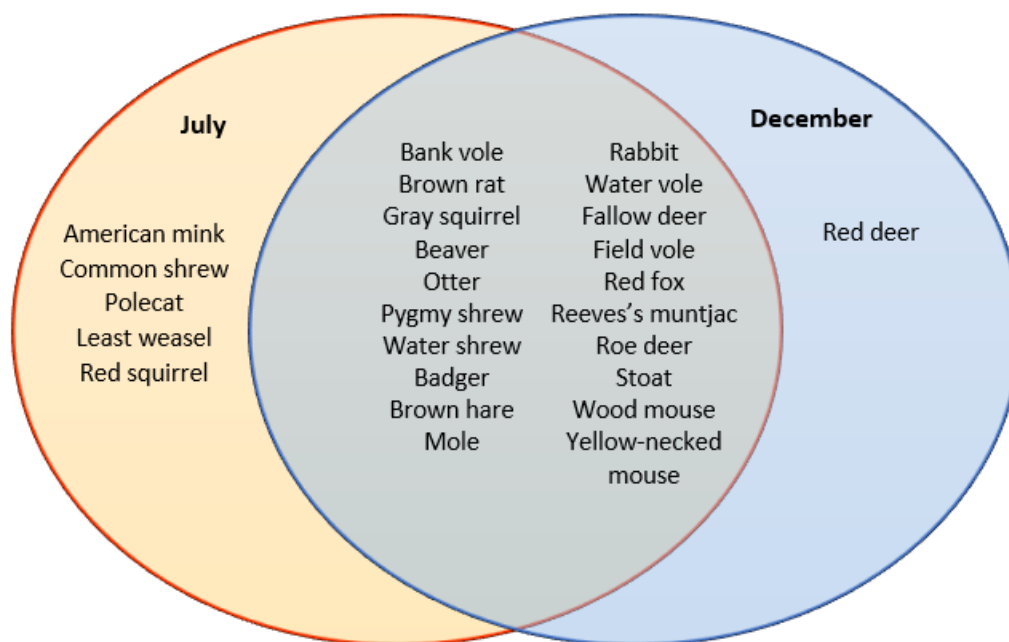 July
December
American mink
Common shrew
Polecat
Least weasel
Red squirrel
Bank vole
Brown rat
Gray squirrel
Beaver
Otter
Pygmy shrew
Water shrew
Badger
Brown hare
Mole
Rabbit
Water vole
Fallow deer
Field vole
Red fox
Reeves’s muntjac
Roe deer
Stoat
Wood mouse
Yellow-necked
mouse
Red deer